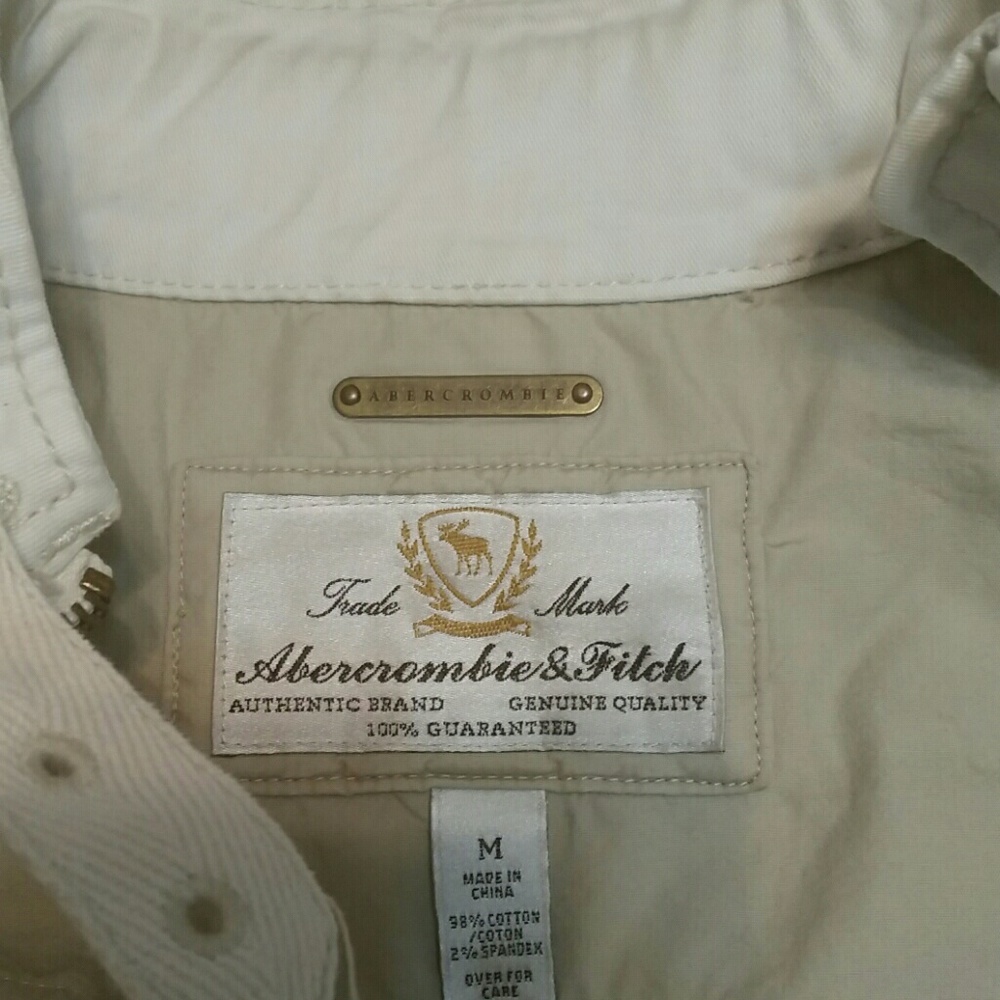 ABERCROMBIE
Trade Mark
Abercrombie & Fitch
AUTHENTIC BRAND GENUINE QUALITY
100% GUARANTEED
M
MADE IN
CHINA
98% COTTON
/COTON
2% SPANDEX
OVER FOR
CARE